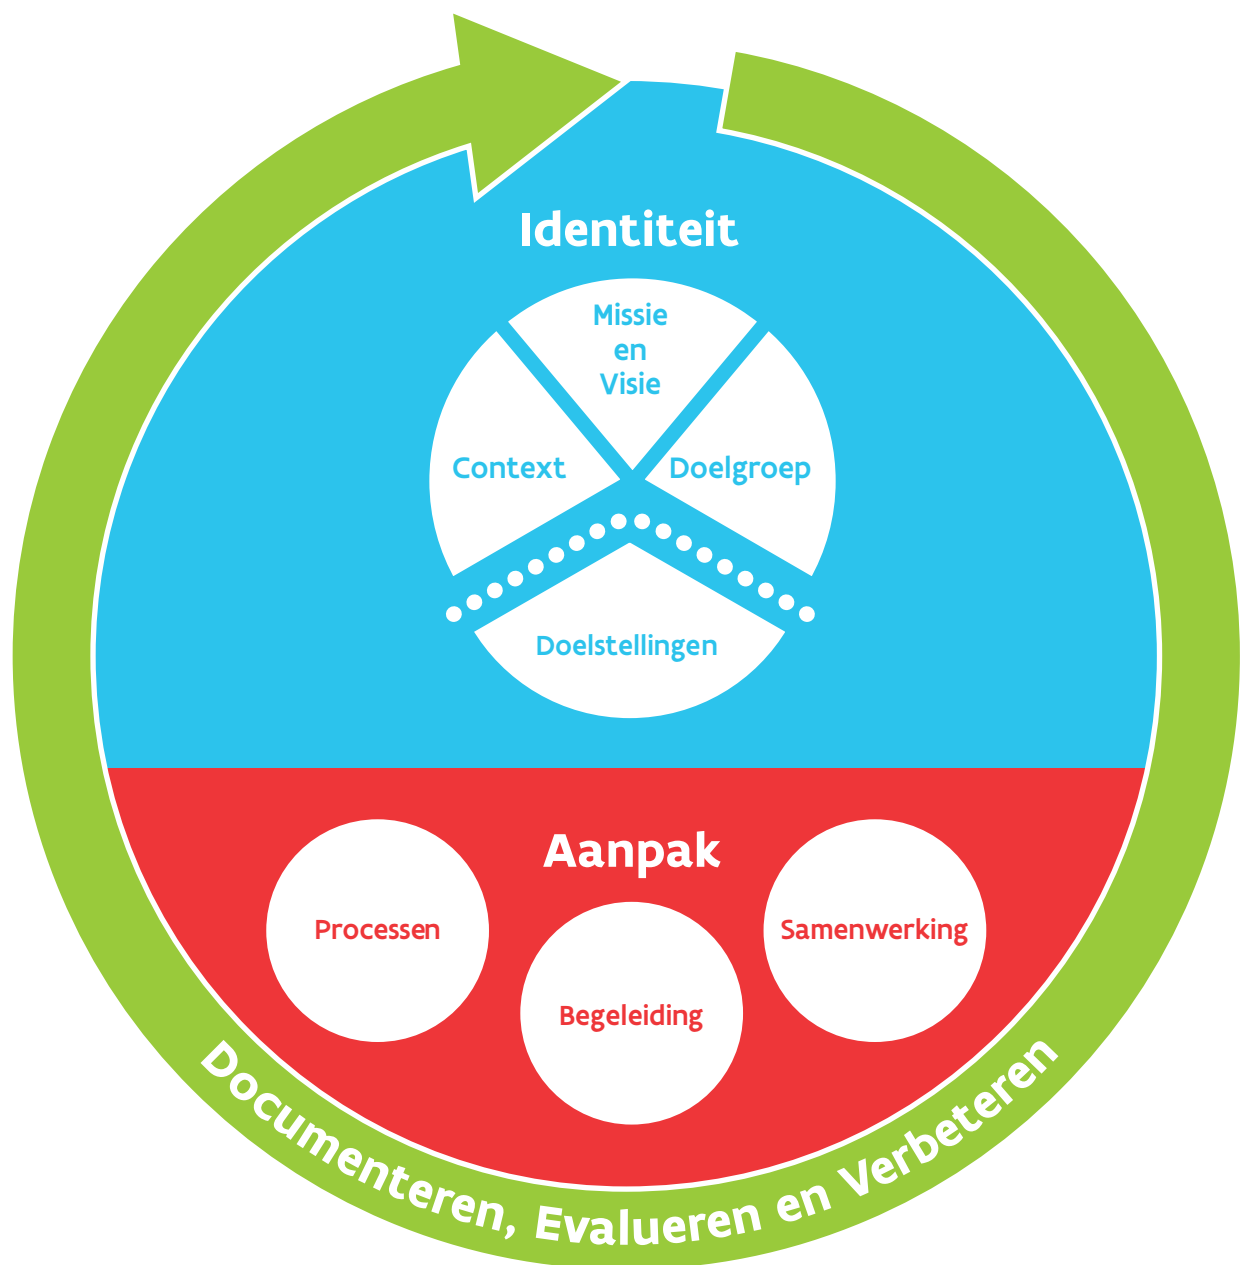 Identiteit
Missie
en
Visie
Context
Doelgroep
Doelstellingen
Aanpak
Processen
Samenwerking
Begeleiding
Documenteren, Evalueren en Verbeteren